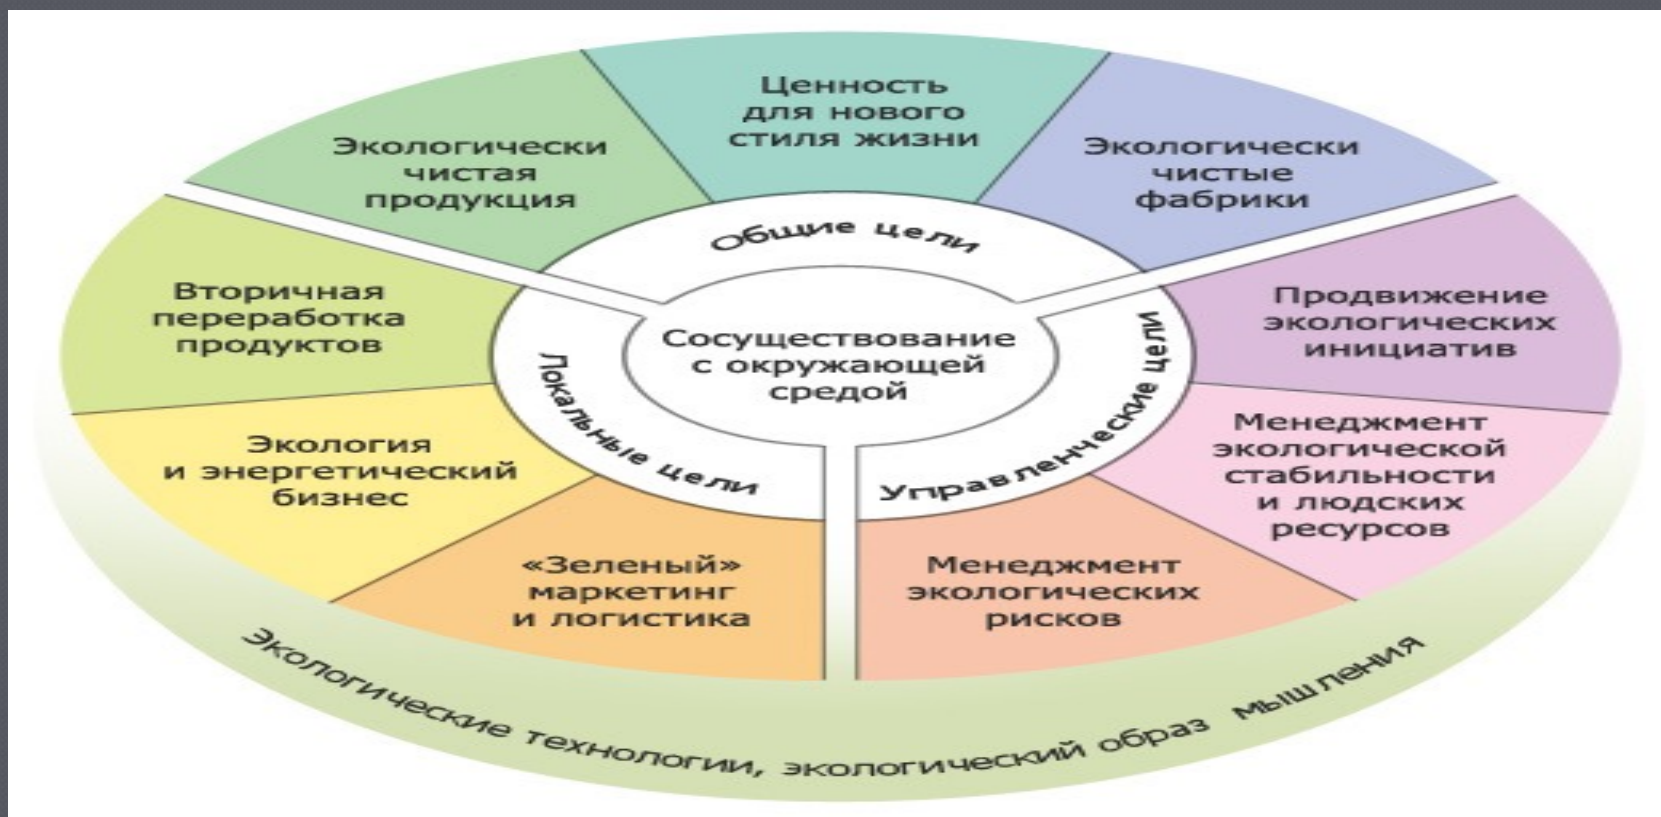 Ценность
для нового
стиля жизни
Экологически
чистая
продукция
Экологически
чистые
фабрики
Общие цели
Вторичная
переработка
продуктов
Продвижение
экологических
инициатив
Сосуществование
с окружающей
средой
Локальные цели
Управленческие цели
Экология
и энергетический
бизнес
Менеджмент
экологической
стабильности
и людских
ресурсов
«Зеленый»
маркетинг
и логистика
Менеджмент
экологических
рисков
Экологические технологии, экологический образ мышления